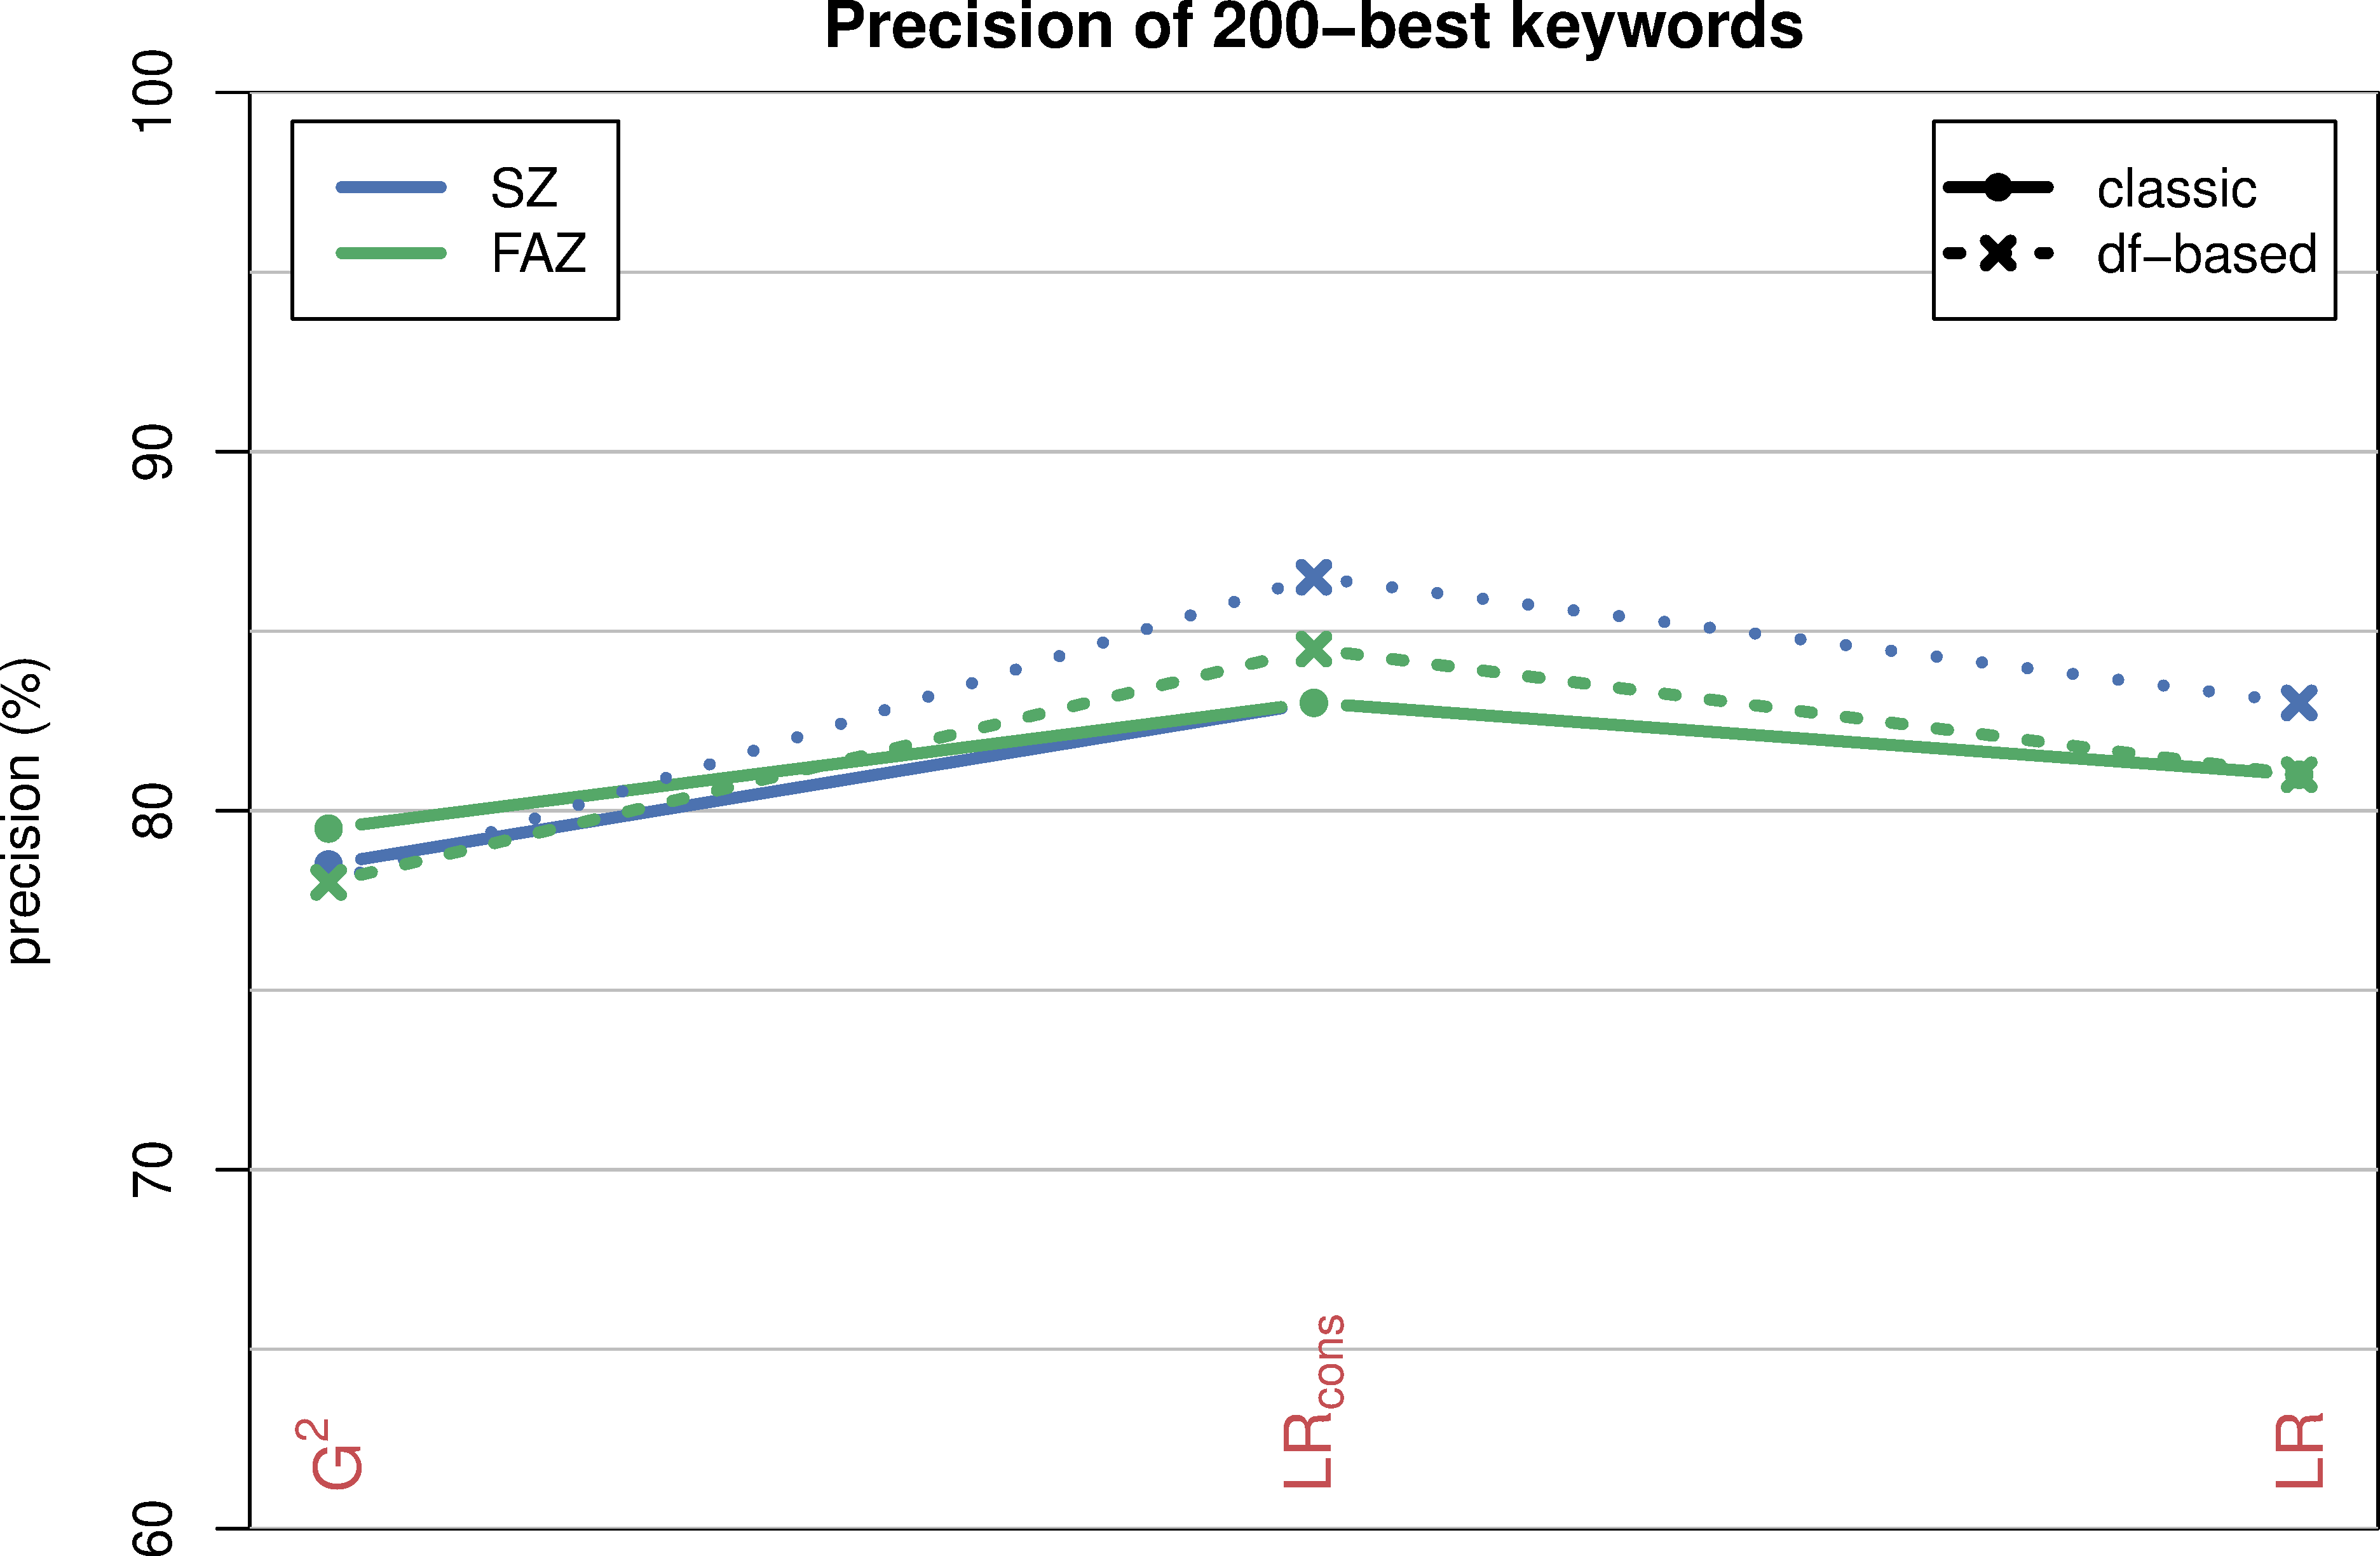 Precision of 200−best keywords
precision (%)
100
90
80
70
60
SZ
FAZ
classic
df−based
G²
LRcons
LR